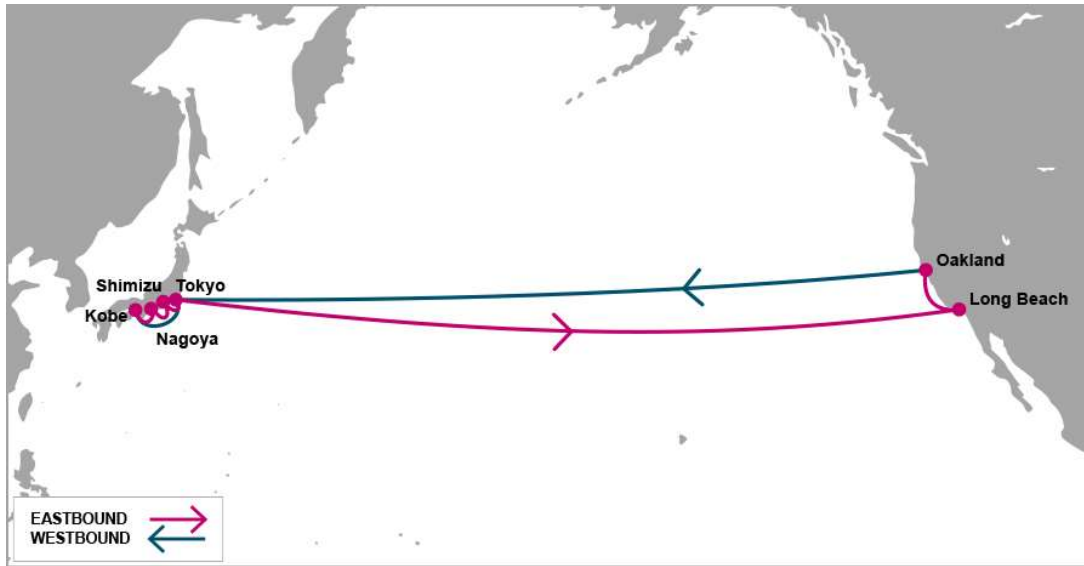 Oakland
Shimizu Tokyo
Long Beach
Kobe
Nagoya
EASTBOUND
WESTBOUND